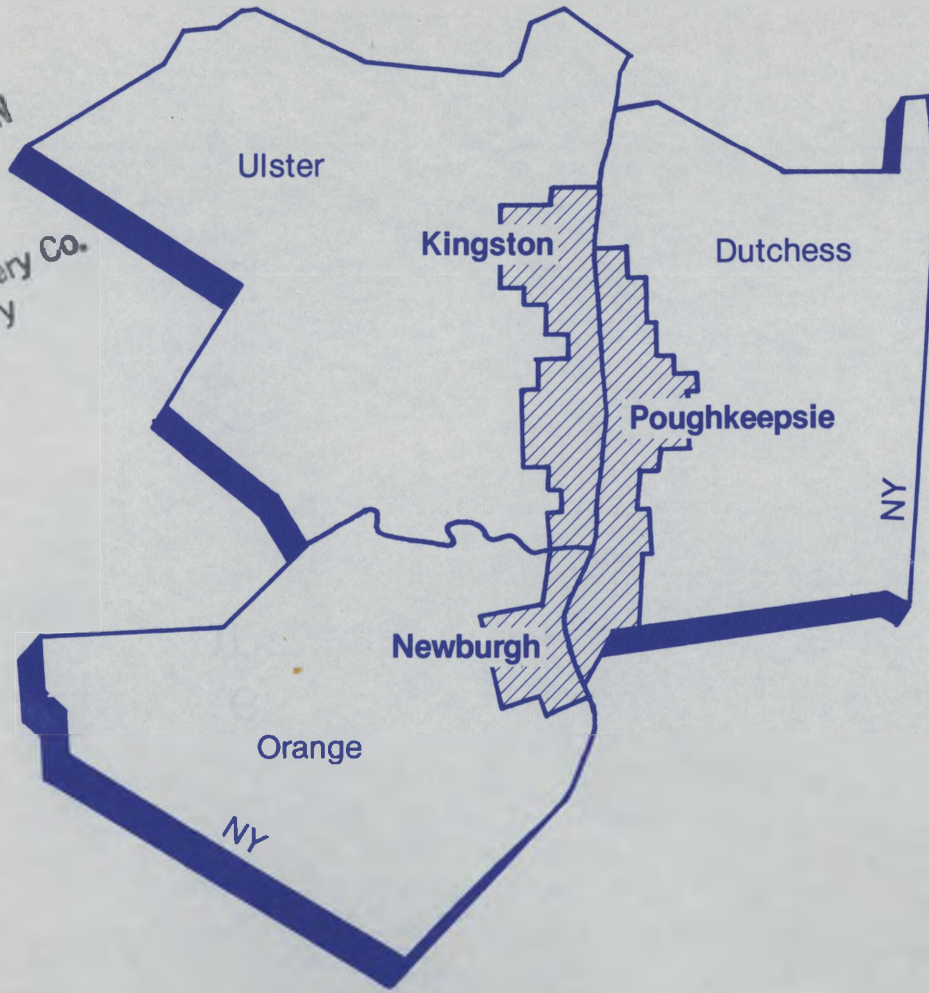 Ulster
Co.
Kingston
Dutchess
Poughkeepsie
NY
Newburgh
Orange
NY